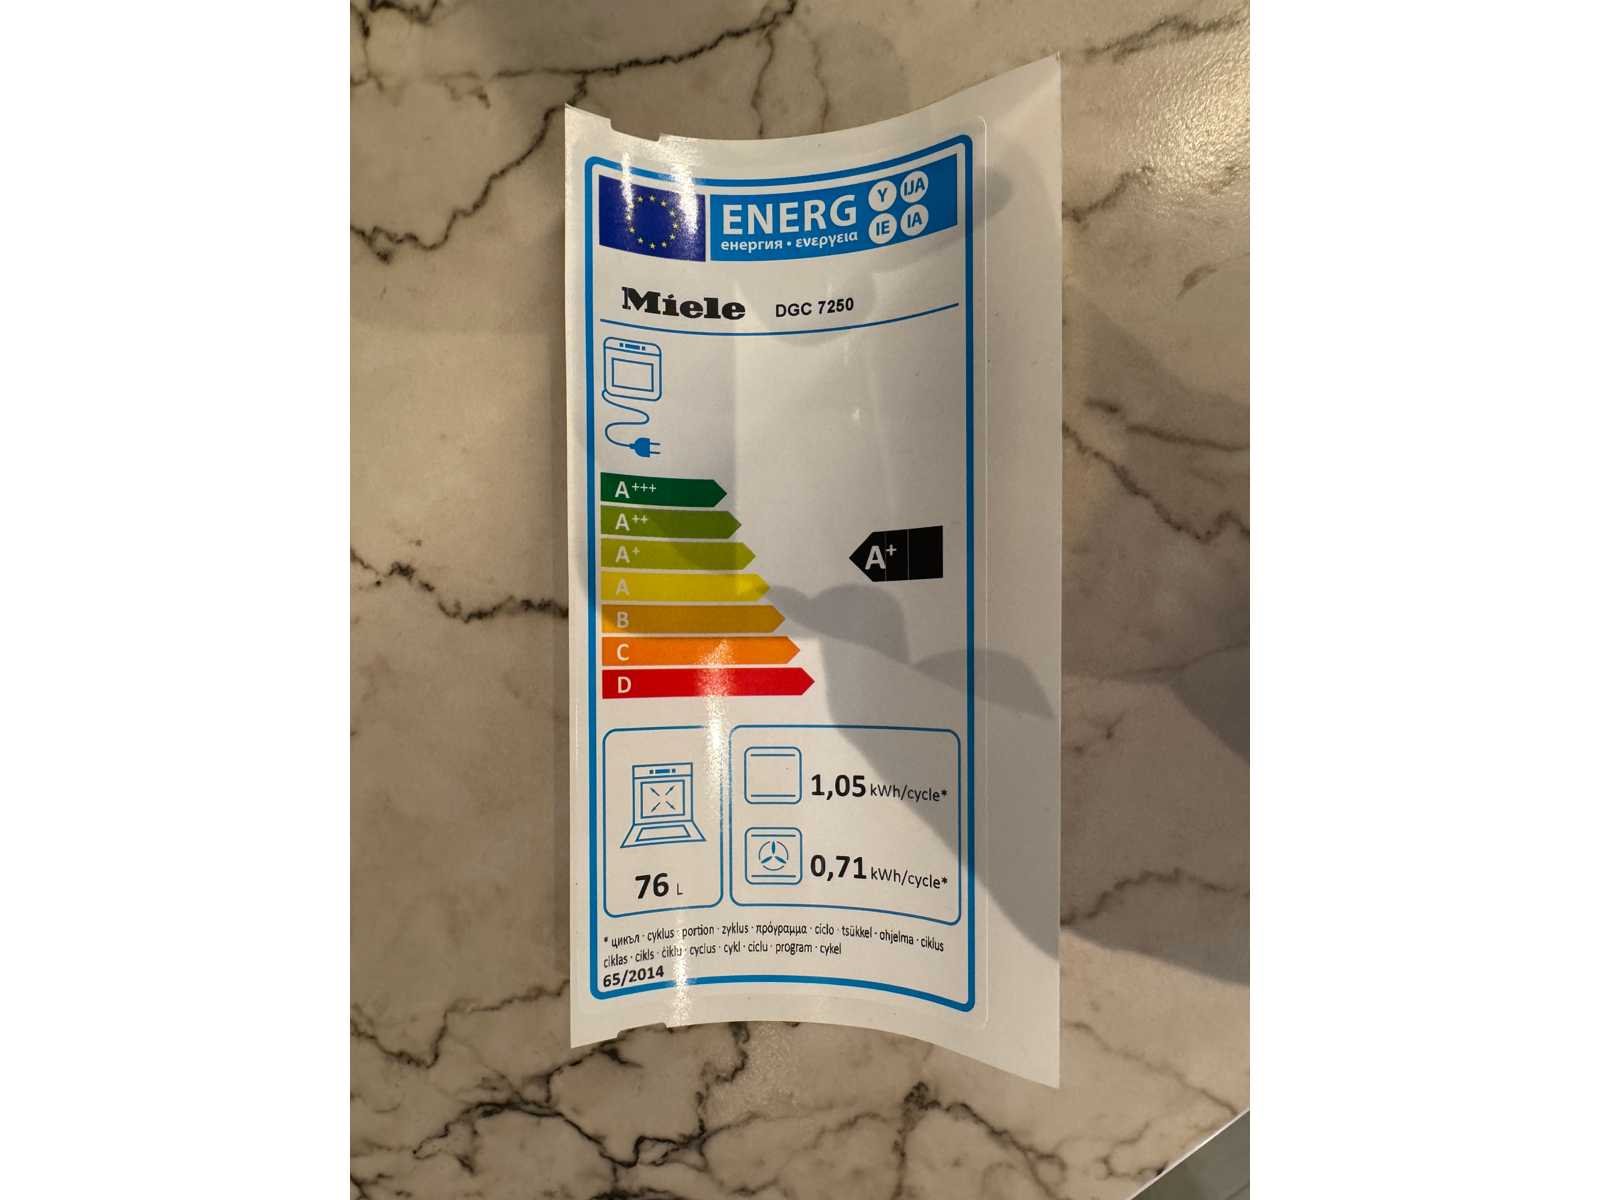 ENERG Y IJA IE IA
енергия · ενεργεια
Miele DGC 7250
A+++
A++
A+
A+
A
B
C
D
1,05 kWh/cycle*
0,71 kWh/cycle*
76 L
* цикъл · cyklus · portion · zyklus · πρόγραμμα · ciclo · tsükkel · ohjelma · ciklus
ciklas · cikls · ċiklu · cyclus · cykl · ciclu · program · cykel
65/2014